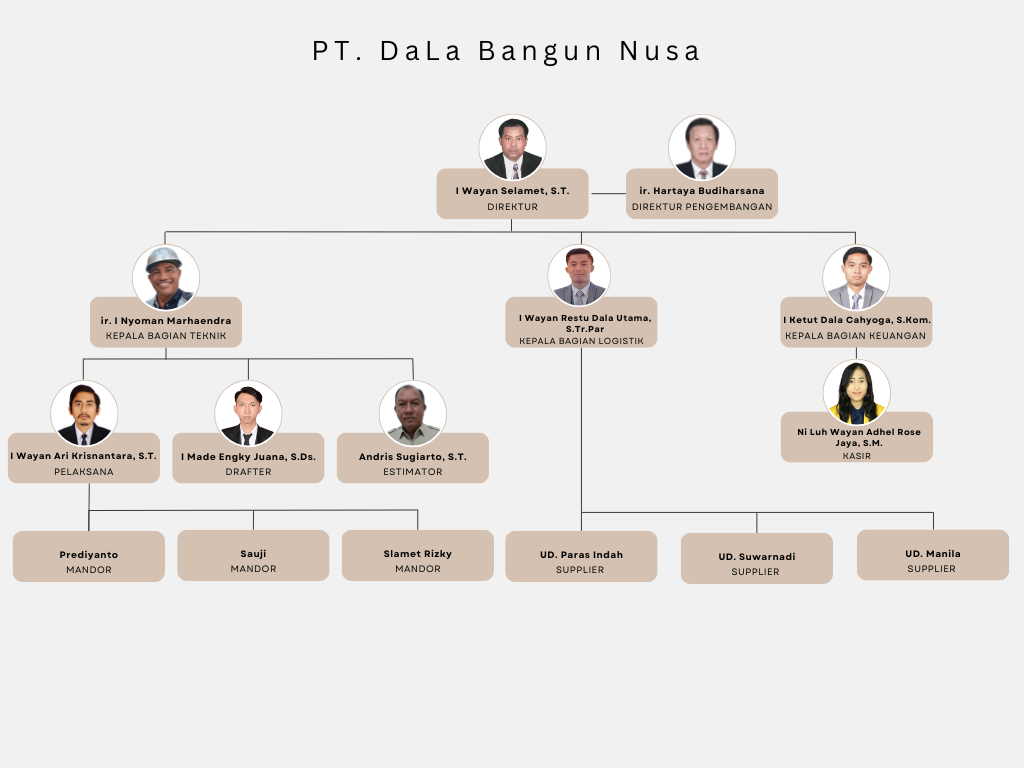 PT. DaLa Bangun Nusa
I Wayan Selamet, S.T.
DIREKTUR
ir. Hartaya Budiharsana
DIREKTUR PENGEMBANGAN
ir. I Nyoman Marhaendra
KEPALA BAGIAN TEKNIK
I Wayan Restu Dala Utama,
S.Tr.Par
KEPALA BAGIAN LOGISTIK
I Ketut Dala Cahyoga, S.Kom.
KEPALA BAGIAN KEUANGAN
I Wayan Ari Krisnantara, S.T.
PELAKSANA
I Made Engky Juana, S.Ds.
DRAFTER
Andris Sugiarto, S.T.
ESTIMATOR
Ni Luh Wayan Adhel Rose
Jaya, S.M.
KASIR
Prediyanto
MANDOR
Sauji
MANDOR
Slamet Rizky
MANDOR
UD. Paras Indah
SUPPLIER
UD. Suwarnadi
SUPPLIER
UD. Manila
SUPPLIER